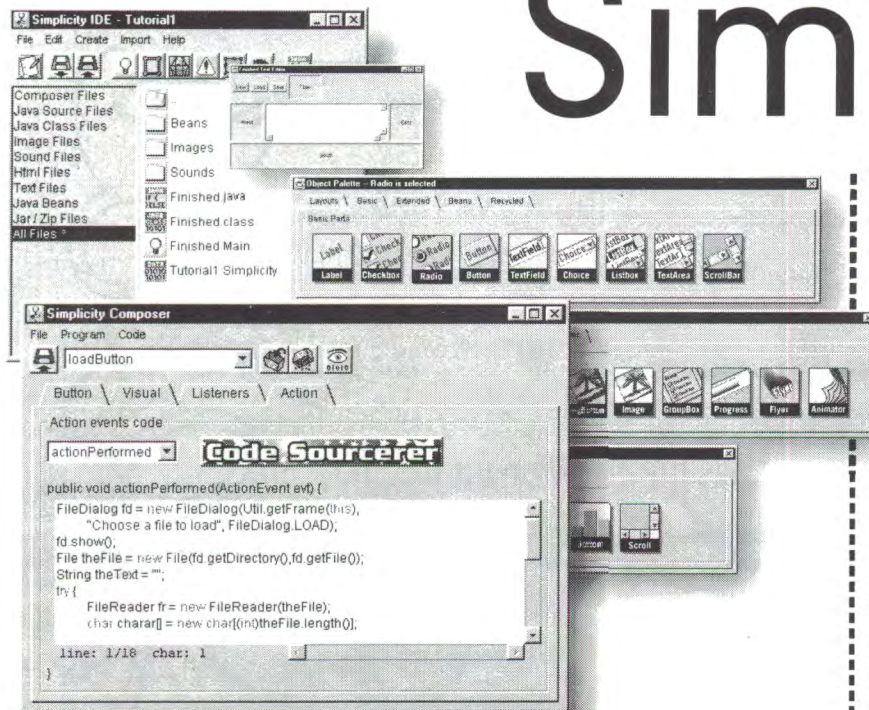 Sim
Simplicity IDE - Tutorial1
File Edit Create Import Help
Composer Files
Java Source Files
Java Class Files
Image Files
Sound Files
Html Files
Text Files
Java Beans
Jar / Zip Files
All Files *
..
Beans
Images
Sounds
Finished.java
Finished.class
Finished Main
Tutorial1 Simplicity
Finished Text Editor
Load Save
Object Palette -- Radio is selected
Layouts Basic Extended Beans Recycled
Basic Parts
Label Checkbox Radio Button TextField Choice Listbox TextArea ScrollBar
Image GroupBox Progress Flyer Animator
Scroll
Simplicity Composer
File Program Code
loadButton
Button Visual Listeners Action
Action events code
actionPerformed Code Sourcerer
public void actionPerformed(ActionEvent evt) {
FileDialog fd = new FileDialog(Util.getFrame(this),
"Choose a file to load", FileDialog.LOAD);
fd.show();
File theFile = new File(fd.getDirectory(),fd.getFile());
String theText = "";
try {
FileReader fr = new FileReader(theFile);
char charar[] = new char[(int)theFile.length()];
line: 1/18 char: 1
}